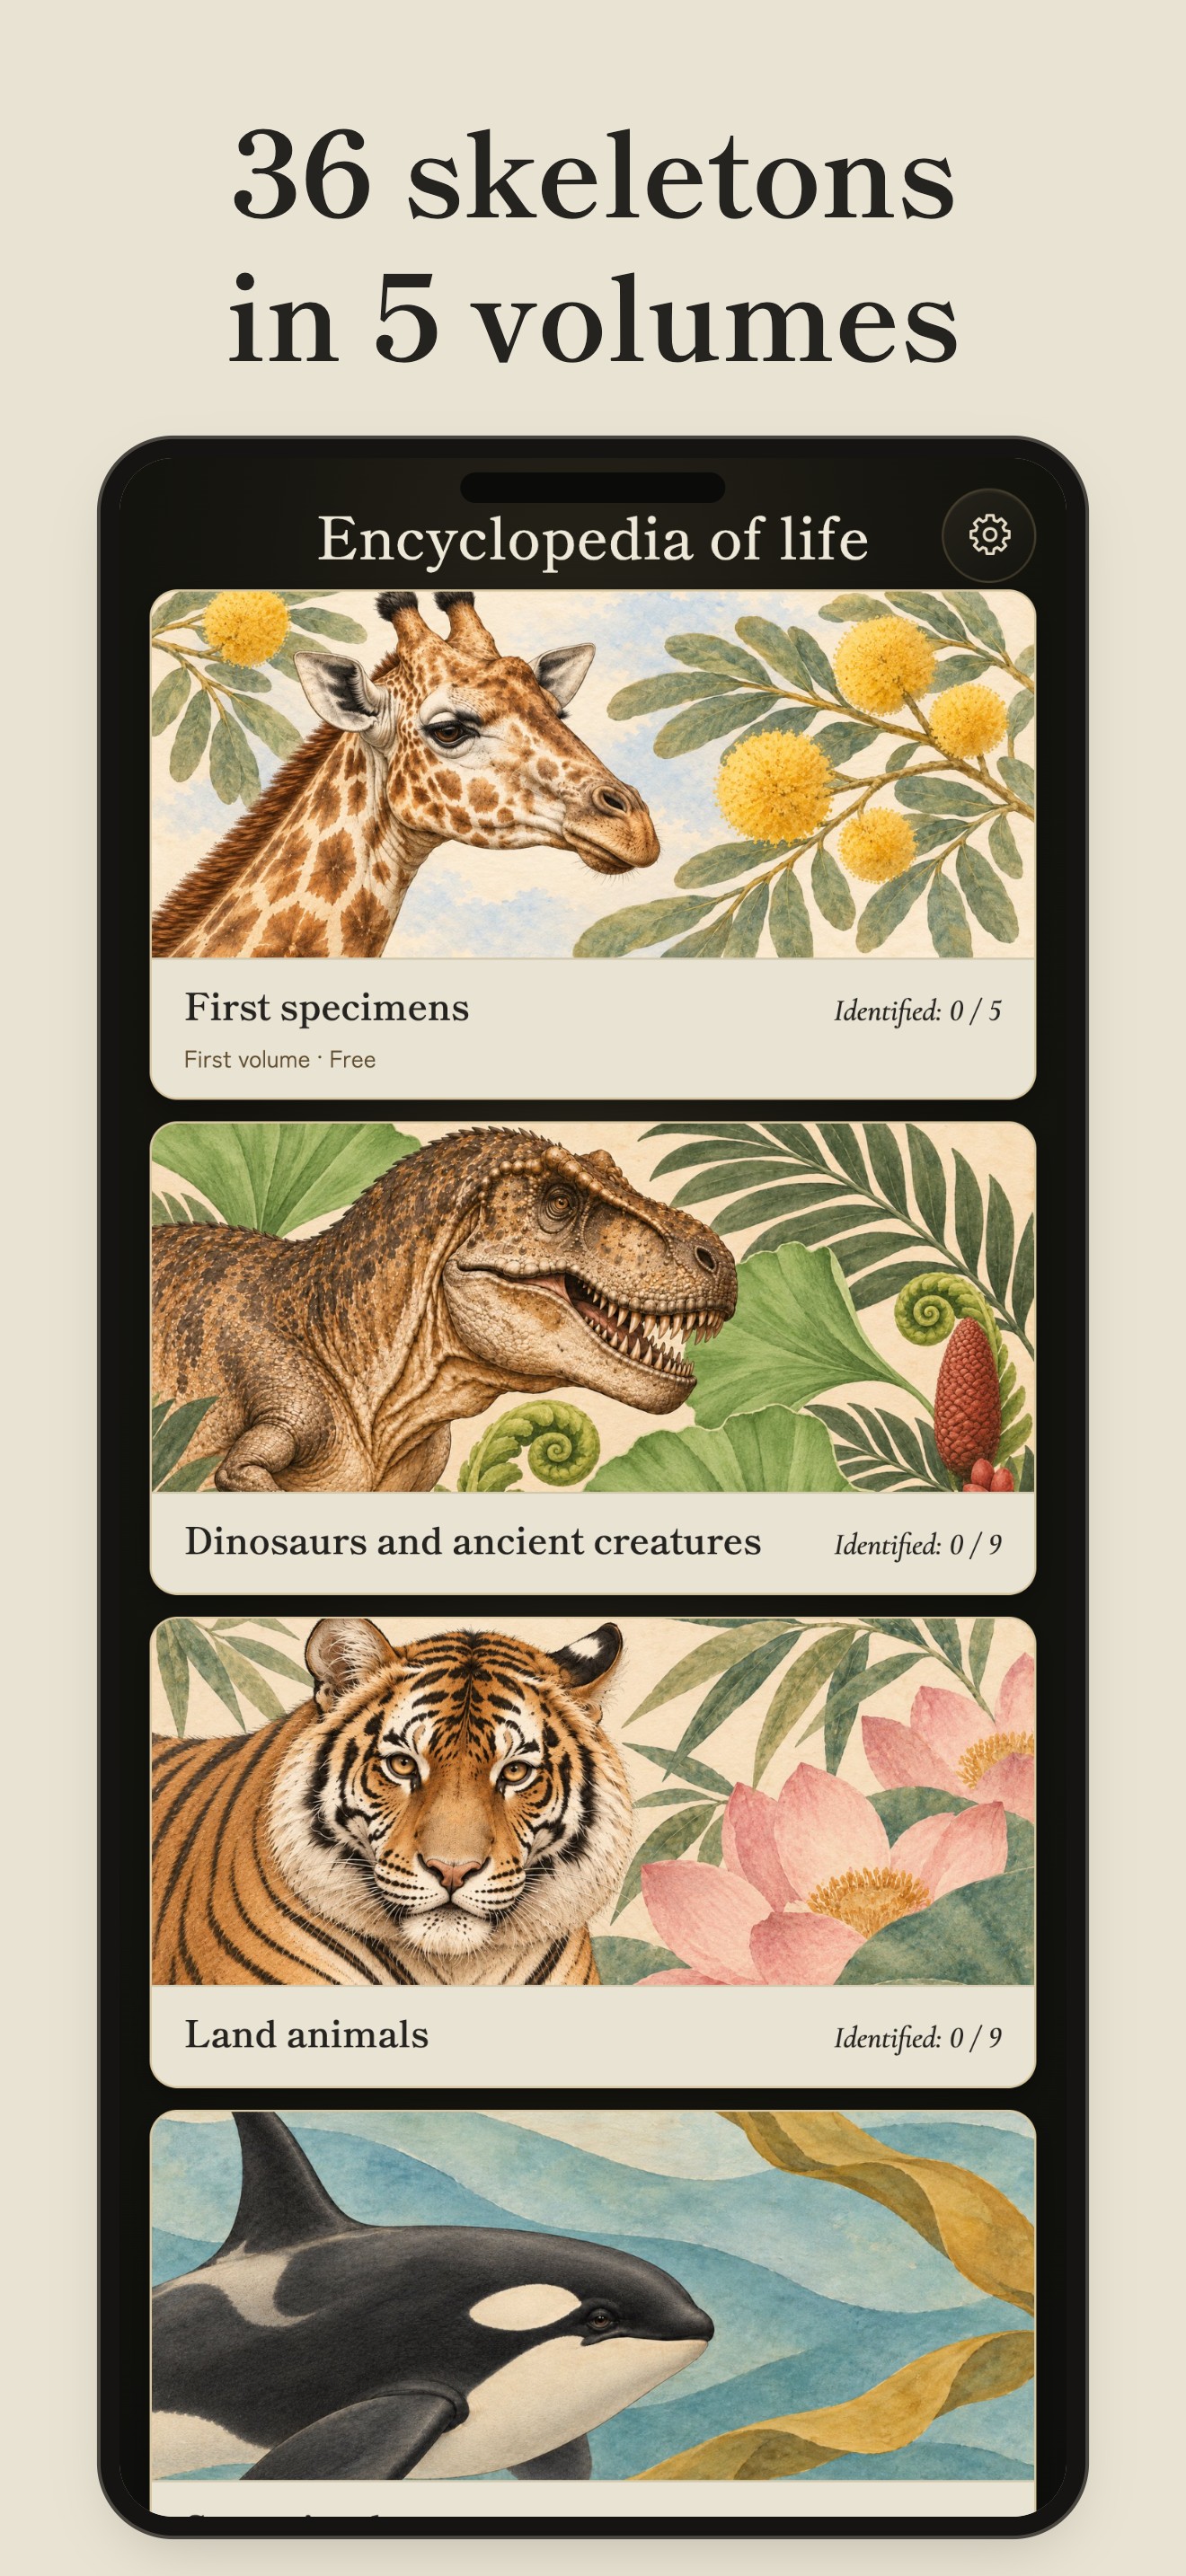 36 skeletons
in 5 volumes
Encyclopedia of life
First specimens
Identified: 0 / 5
First volume · Free
Dinosaurs and ancient creatures
Identified: 0 / 9
Land animals
Identified: 0 / 9